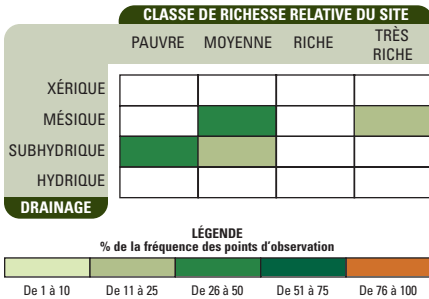 CLASSE DE RICHESSE RELATIVE DU SITE
PAUVRE MOYENNE RICHE TRÈS RICHE
XÉRIQUE
MÉSIQUE
SUBHYDRIQUE
HYDRIQUE
DRAINAGE
LÉGENDE
% de la fréquence des points d'observation
De 1 à 10 De 11 à 25 De 26 à 50 De 51 à 75 De 76 à 100